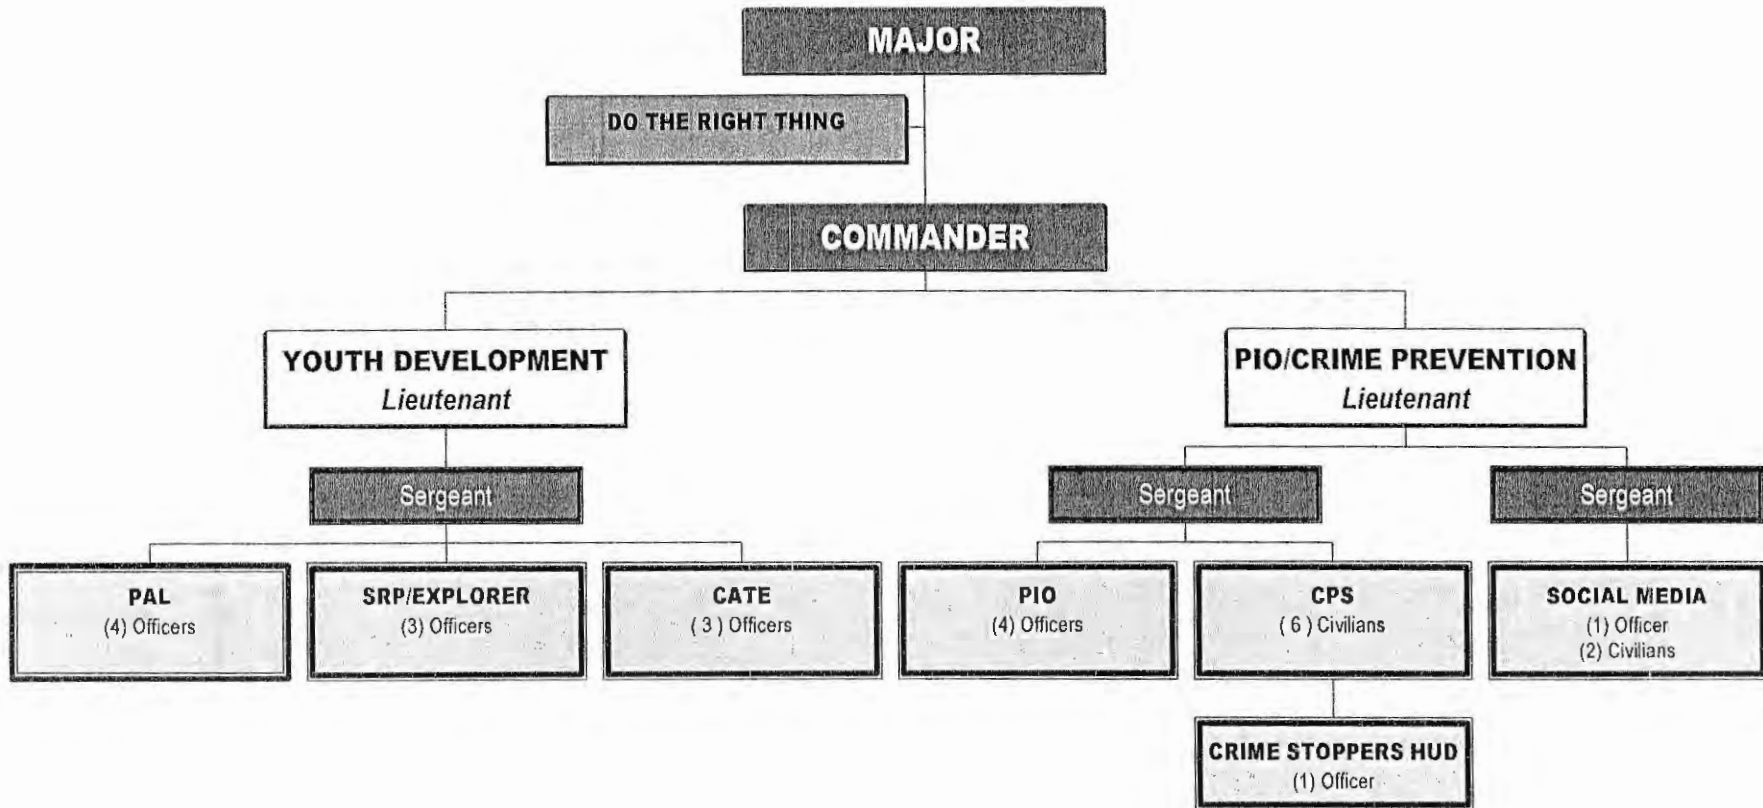 MAJOR
DO THE RIGHT THING
COMMANDER
YOUTH DEVELOPMENT
Lieutenant
PIO/CRIME PREVENTION
Lieutenant
Sergeant
Sergeant
Sergeant
PAL
(4) Officers
SRP/EXPLORER
(3) Officers
CATE
( 3 ) Officers
PIO
(4) Officers
CPS
( 6 ) Civilians
SOCIAL MEDIA
(1) Officer
(2) Civilians
CRIME STOPPERS HUD
(1) Officer